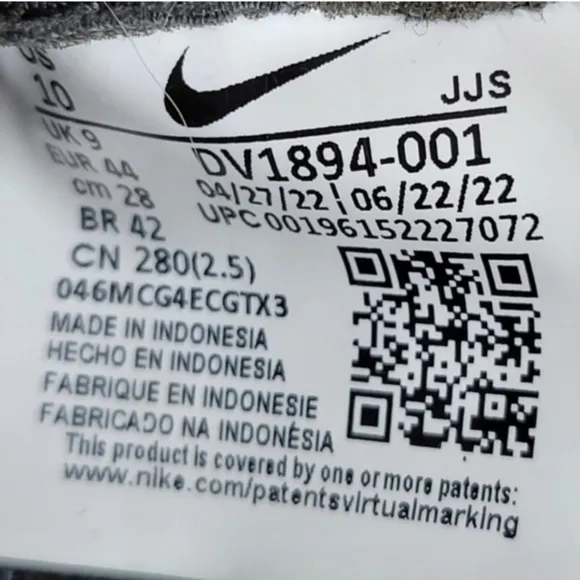 US
10
JJS
UK 9
EUR 44
cm 28
BR 42
CN 280(2.5)
DV1894-001
04/27/22 | 06/22/22
UPC 00196152227072
046MCG4ECGTX3
MADE IN INDONESIA
HECHO EN INDONESIA
FABRIQUE EN INDONESIE
FABRICADO NA INDONÉSIA
This product is covered by one or more patents:
www.nike.com/patentsvirtualmarking